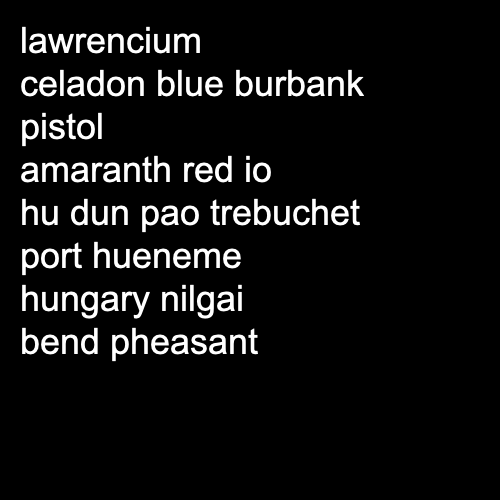 lawrencium
celadon blue burbank
pistol
amaranth red io
hu dun pao trebuchet
port hueneme
hungary nilgai
bend pheasant